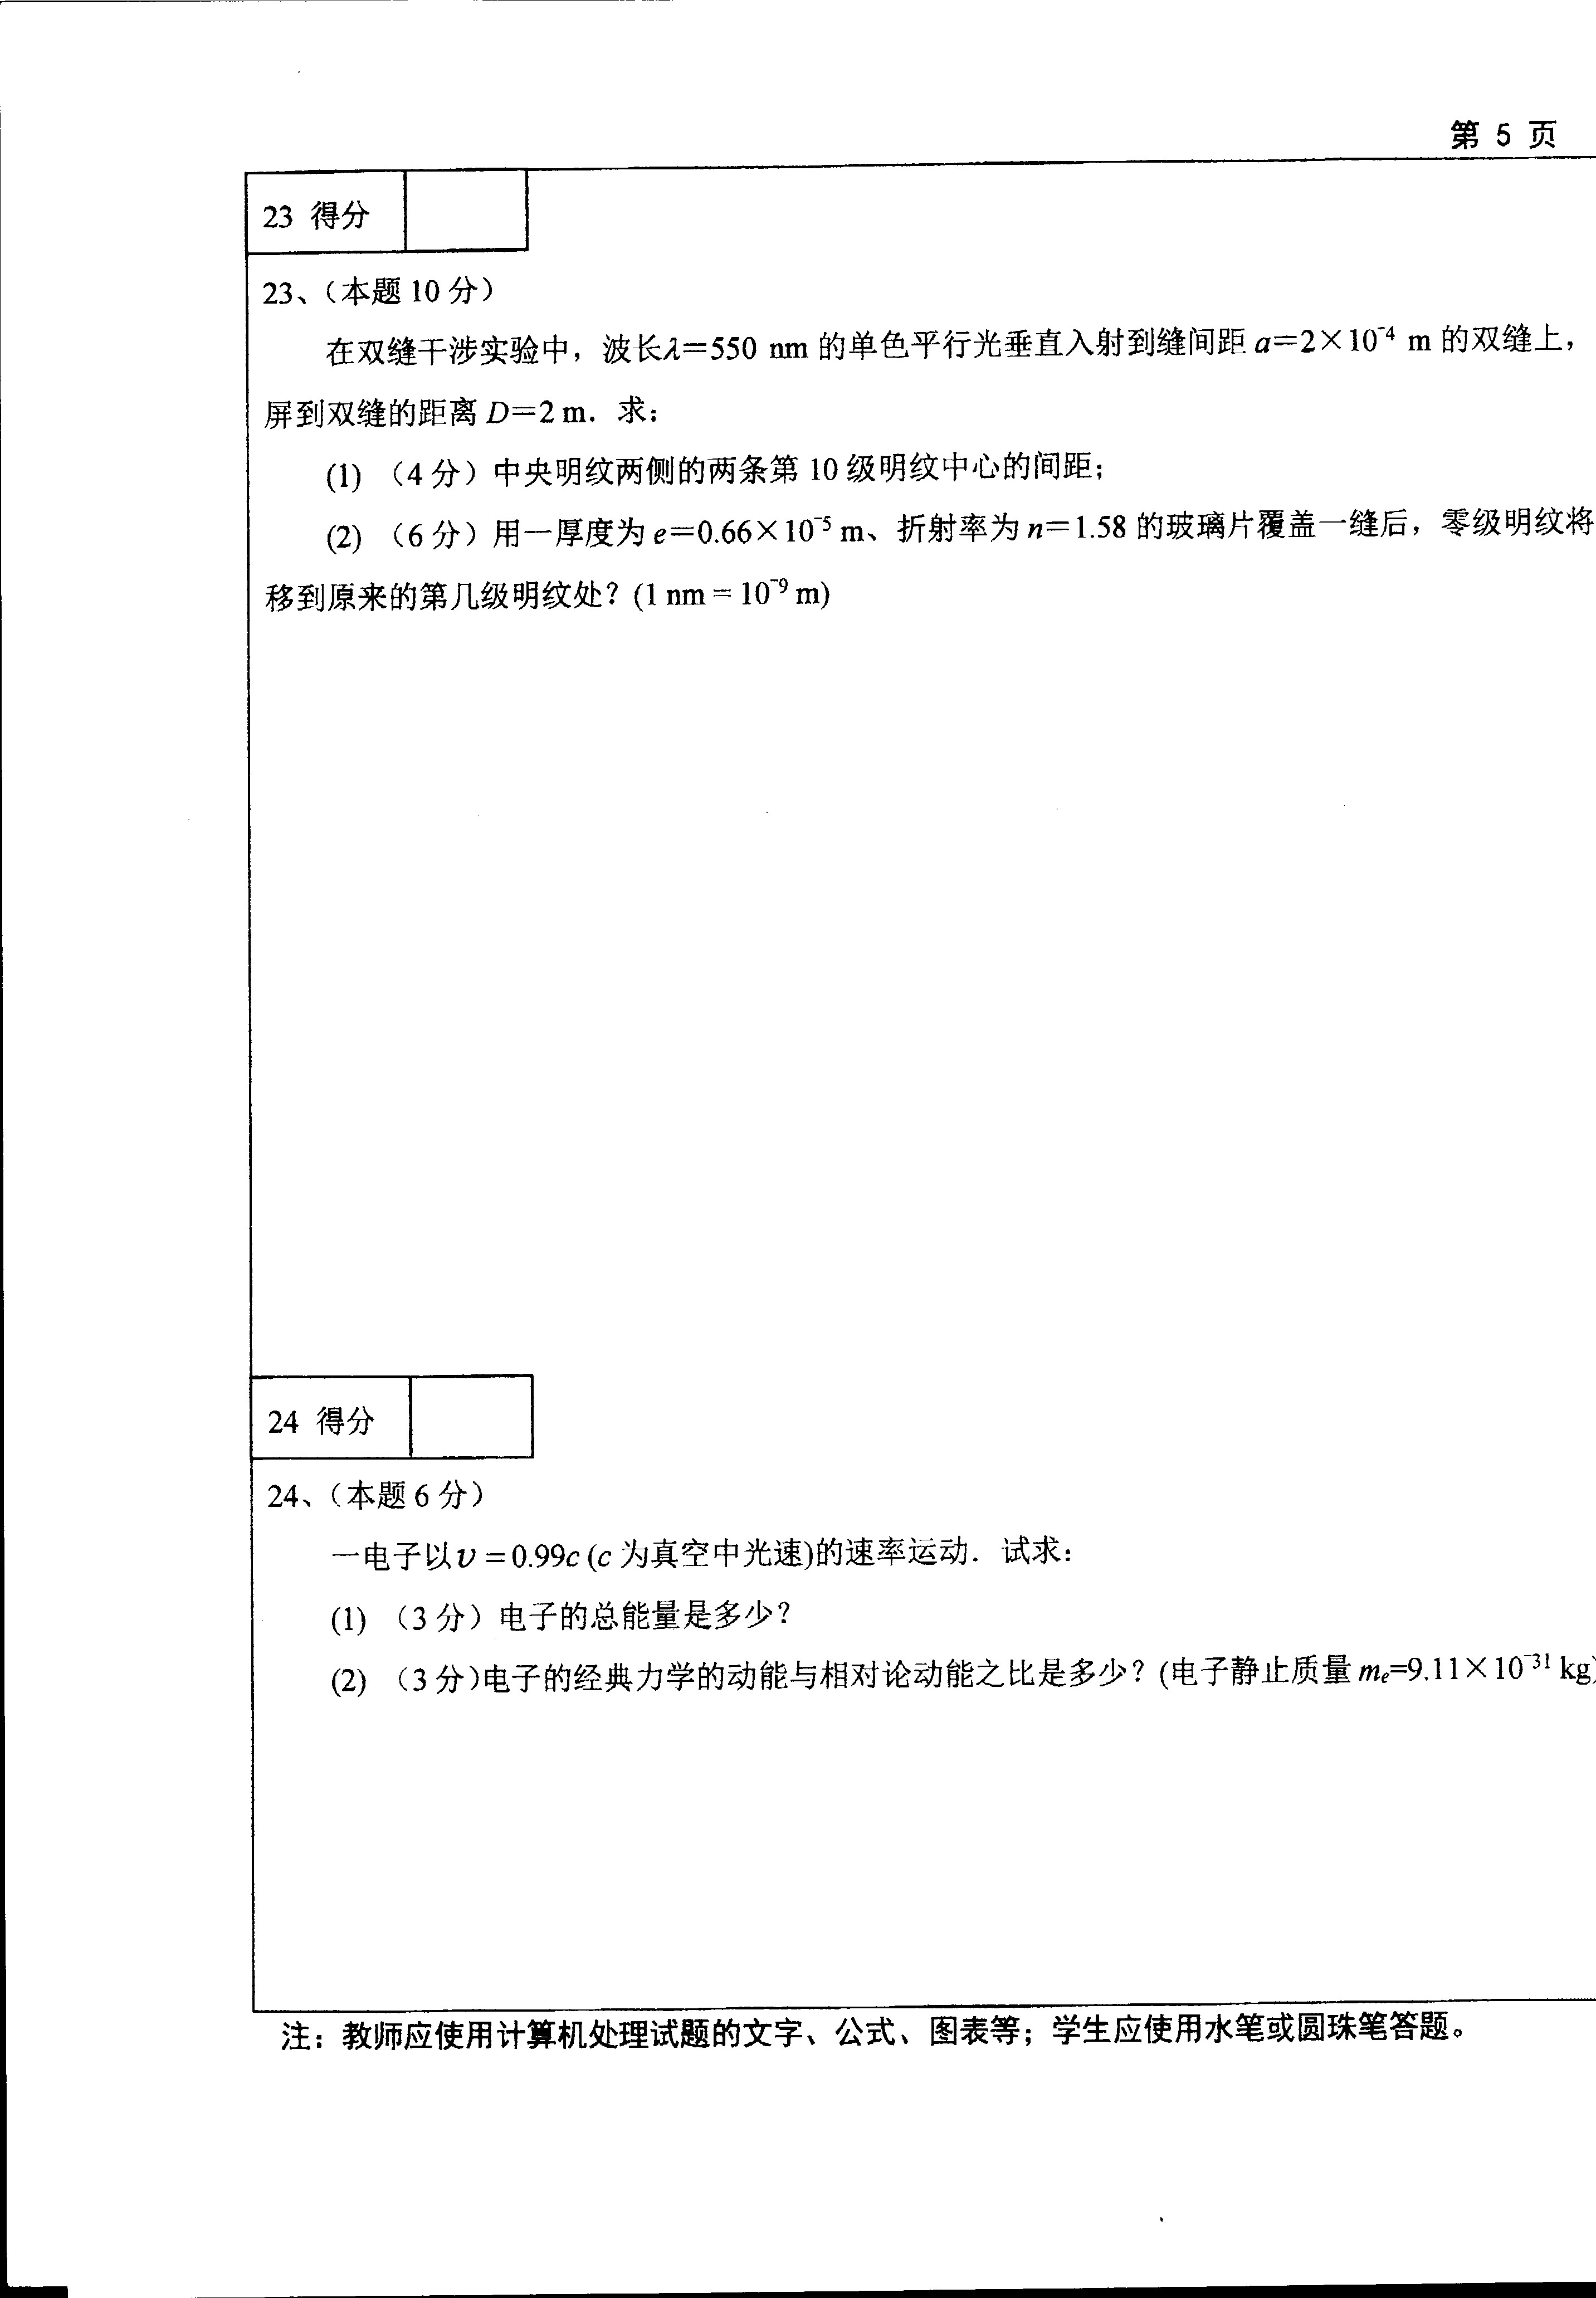 第 5 页
23 得分
23、（本题 10 分）
在双缝干涉实验中，波长λ=550 nm 的单色平行光垂直入射到缝间距 a=2×10⁻⁴ m 的双缝上，
屏到双缝的距离 D=2 m．求：
(1) （4 分）中央明纹两侧的两条第 10 级明纹中心的间距；
(2) （6 分）用一厚度为 e=0.66×10⁻⁵ m、折射率为 n=1.58 的玻璃片覆盖一缝后，零级明纹将
移到原来的第几级明纹处？(1 nm = 10⁻⁹ m)
24 得分
24、（本题 6 分）
一电子以 υ =0.99c (c 为真空中光速)的速率运动．试求：
(1) （3 分）电子的总能量是多少？
(2) （3 分）电子的经典力学的动能与相对论动能之比是多少？(电子静止质量 mₑ=9.11×10⁻³¹ kg)
注：教师应使用计算机处理试题的文字、公式、图表等；学生应使用水笔或圆珠笔答题。